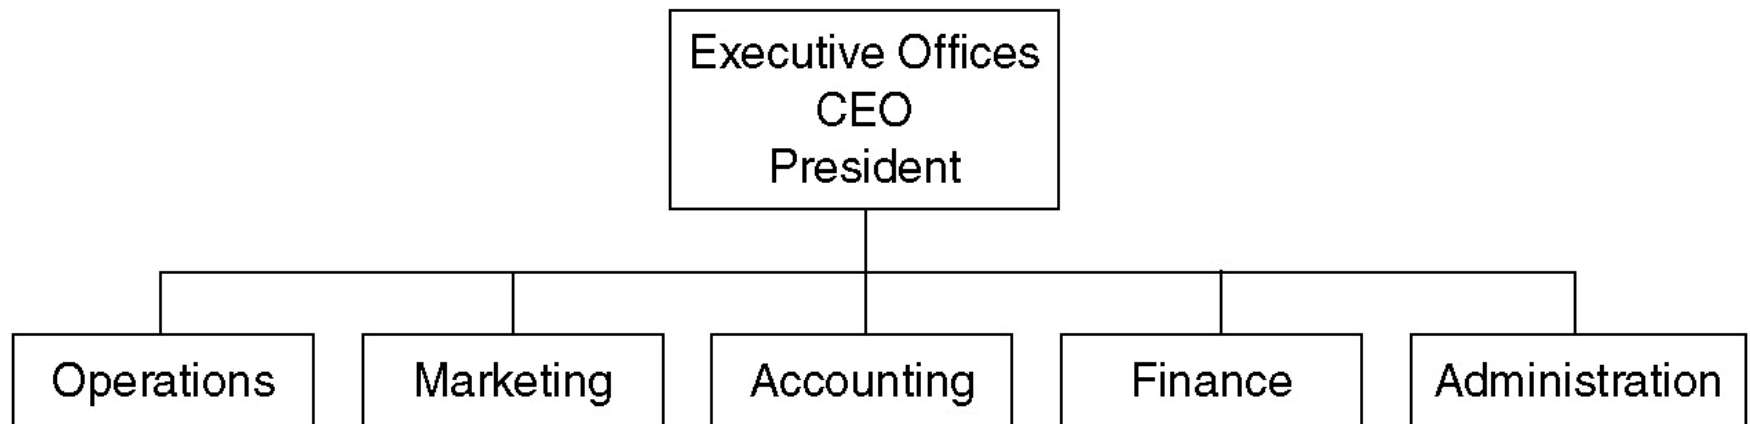 Executive Offices
CEO
President
Operations
Marketing
Accounting
Finance
Administration